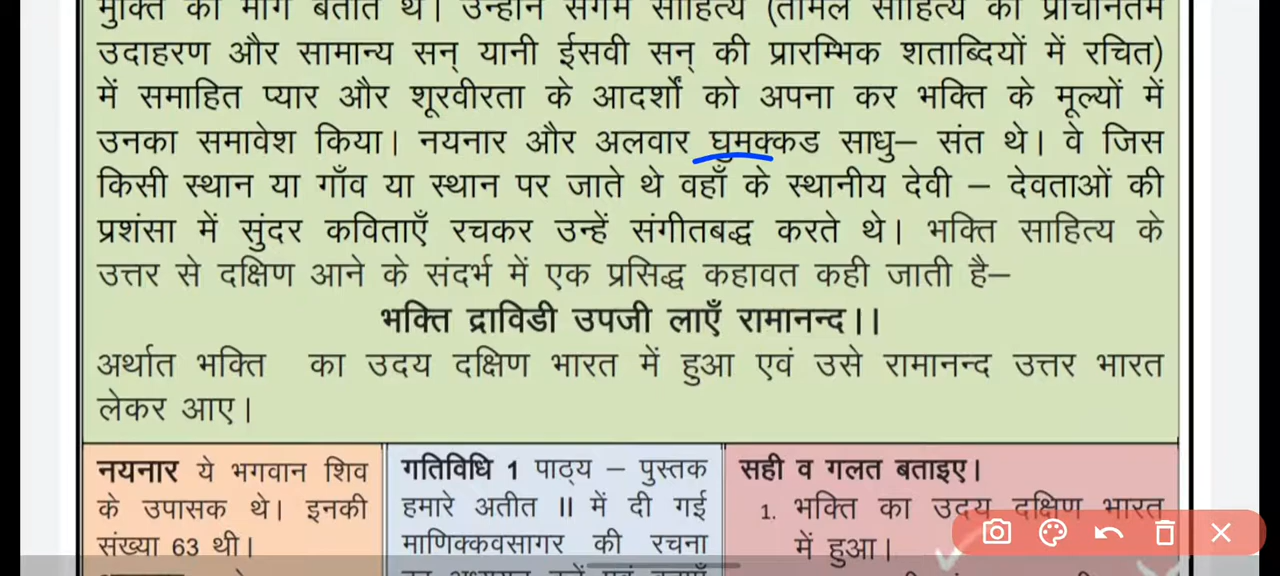 मुक्ति का मार्ग बताते थे। उन्होंने संगम साहित्य (तमिल साहित्य का प्राचीनतम
उदाहरण और सामान्य सन् यानी ईसवी सन् की प्रारम्भिक शताब्दियों में रचित)
में समाहित प्यार और शूरवीरता के आदर्शों को अपना कर भक्ति के मूल्यों में
उनका समावेश किया। नयनार और अलवार घुमक्कड साधु– संत थे। वे जिस
किसी स्थान या गाँव या स्थान पर जाते थे वहाँ के स्थानीय देवी – देवताओं की
प्रशंसा में सुंदर कविताएँ रचकर उन्हें संगीतबद्ध करते थे। भक्ति साहित्य के
उत्तर से दक्षिण आने के संदर्भ में एक प्रसिद्ध कहावत कही जाती है–
भक्ति द्राविडी उपजी लाएँ रामानन्द।।
अर्थात भक्ति का उदय दक्षिण भारत में हुआ एवं उसे रामानन्द उत्तर भारत
लेकर आए।
नयनार ये भगवान शिव
के उपासक थे। इनकी
संख्या 63 थी।
गतिविधि 1 पाठ्य – पुस्तक
हमारे अतीत II में दी गई
माणिक्कवसागर की रचना
सही व गलत बताइए।
1. भक्ति का उदय दक्षिण भारत
में हुआ।